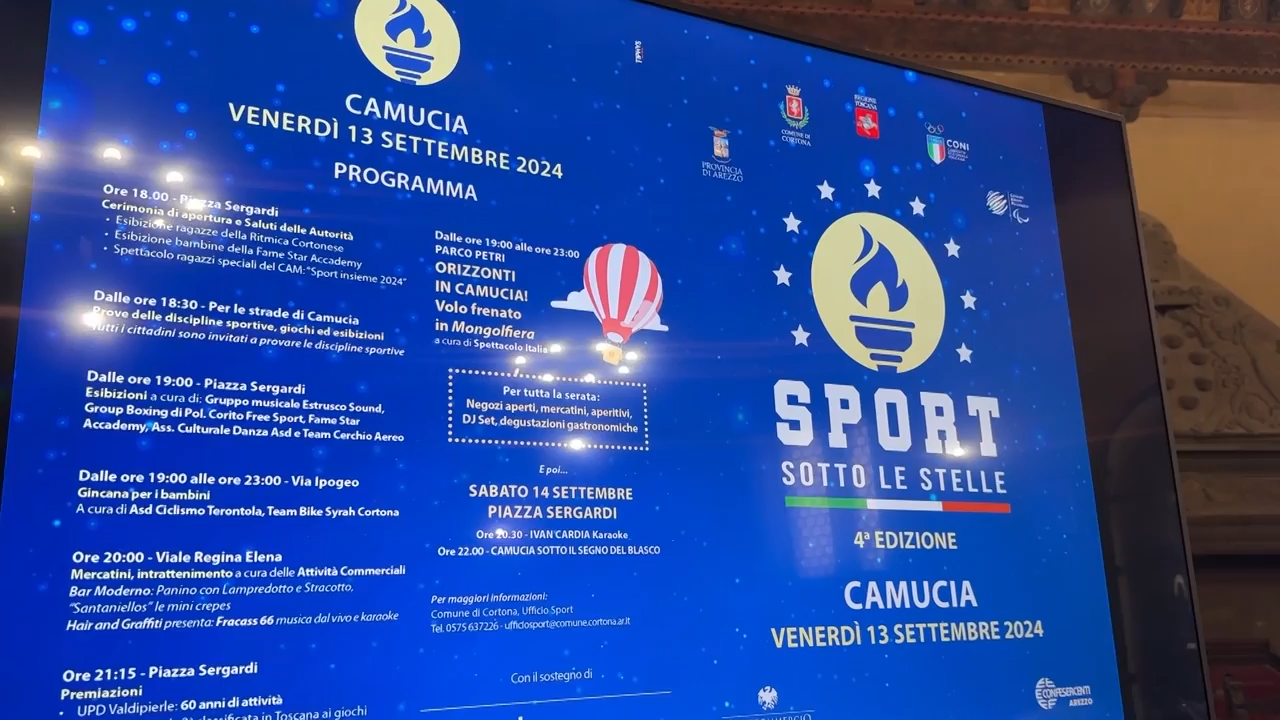 CAMUCIA
VENERDÌ 13 SETTEMBRE 2024
PROGRAMMA
Ore 18.00 - Piazza Sergardi
Cerimonia di apertura e Saluti delle Autorità
• Esibizione ragazze della Ritmica Cortonese
• Esibizione bambine della Fame Star Accademy
• Spettacolo ragazzi speciali del CAM: "Sport insieme 2024"
Dalle ore 18:30 - Per le strade di Camucia
Prove delle discipline sportive, giochi ed esibizioni
Tutti i cittadini sono invitati a provare le discipline sportive
Dalle ore 19:00 - Piazza Sergardi
Esibizioni a cura di: Gruppo musicale Estrusco Sound,
Group Boxing di Pol. Corito Free Sport, Fame Star
Accademy, Ass. Culturale Danza Asd e Team Cerchio Aereo
Dalle ore 19:00 alle ore 23:00 - Via Ipogeo
Gincana per i bambini
A cura di Asd Ciclismo Terontola, Team Bike Syrah Cortona
Ore 20:00 - Viale Regina Elena
Mercatini, intrattenimento a cura delle Attività Commerciali
Bar Moderno: Panino con Lampredotto e Stracotto,
"Santaniellos" le mini crepes
Hair and Graffiti presenta: Fracass 66 musica dal vivo e karaoke
Ore 21:15 - Piazza Sergardi
Premiazioni
• UPD Valdipierle: 60 anni di attività
classificata in Toscana ai giochi
Dalle ore 19:00 alle ore 23:00
PARCO PETRI
ORIZZONTI
IN CAMUCIA!
Volo frenato
in Mongolfiera
a cura di Spettacolo Italia
Per tutta la serata:
Negozi aperti, mercatini, aperitivi,
DJ Set, degustazioni gastronomiche
E poi...
SABATO 14 SETTEMBRE
PIAZZA SERGARDI
Ore 20.30 - IVAN CARDIA Karaoke
Ore 22.00 - CAMUCIA SOTTO IL SEGNO DEL BLASCO
Per maggiori informazioni:
Comune di Cortona, Ufficio Sport
Tel. 0575 637226 - ufficiosport@comune.cortona.ar.it
Con il sostegno di
PROVINCIA
DI AREZZO
COMUNE DI
CORTONA
REGIONE
TOSCANA
CONI
SPORT
SOTTO LE STELLE
4ª EDIZIONE
CAMUCIA
VENERDÌ 13 SETTEMBRE 2024
CONFESERCENTI
AREZZO